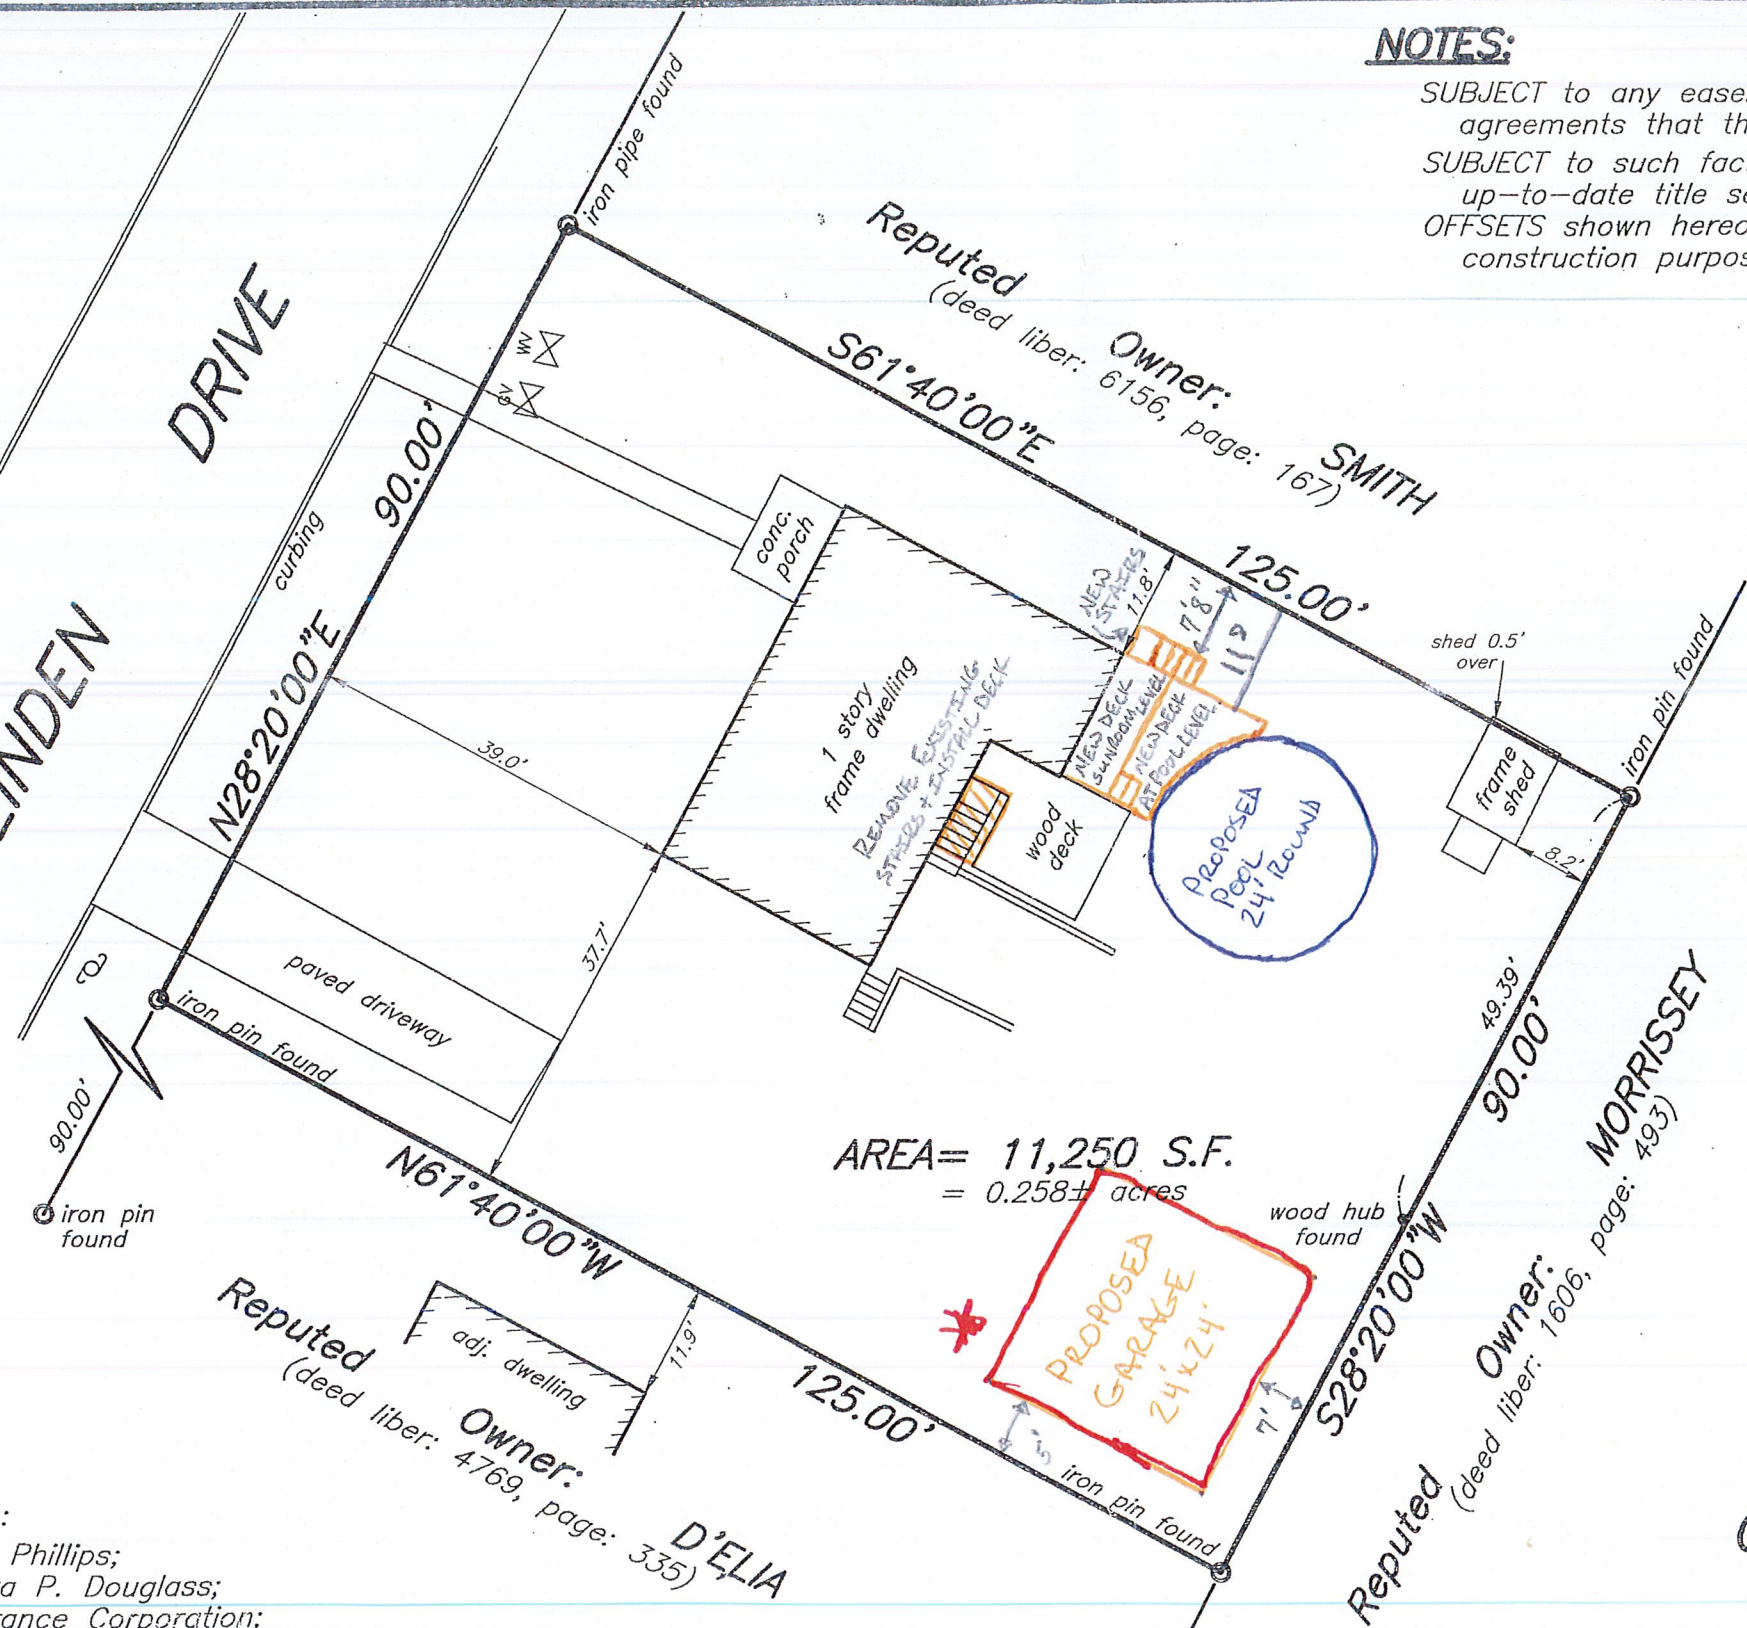 NOTES:
SUBJECT to any ease
agreements that th
SUBJECT to such fac
up-to-date title s
OFFSETS shown hereo
construction purpos
iron pipe found
Reputed Owner: SMITH
(deed liber: 6156, page: 167)
S61°40'00"E
125.00'
DRIVE
LINDEN
curbing
90.00'
N28°20'00"E
WV
GV
conc.
porch
1 story
frame dwelling
REMOVE EXISTING
STAIRS + INSTALL DECK
NEW
STAIRS
11.8'
7'8"
NEW DECK
SUNROOM LEVEL
NEW DECK
AT POOL LEVEL
wood
deck
PROPOSED
POOL
24' ROUND
shed 0.5'
over
frame
shed
8.2'
iron pin found
39.0'
37.7'
paved driveway
iron pin found
90.00'
iron pin
found
N61°40'00"W
125.00'
adj. dwelling
11.9'
Reputed Owner: D'ELIA
(deed liber: 4769, page: 335)
AREA= 11,250 S.F.
= 0.258± acres
PROPOSED
GARAGE
24'x24'
7'
iron pin found
wood hub
found
49.39'
90.00'
S28°20'00"W
Reputed Owner: MORRISSEY
(deed liber: 1606, page: 493)
:
Phillips;
a P. Douglass;
rance Corporation;